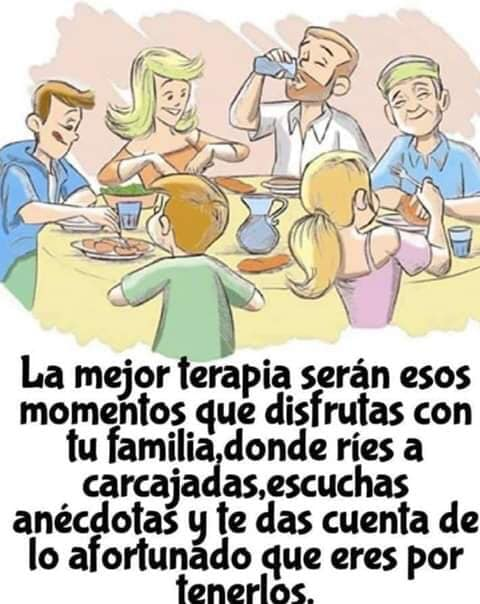 La mejor terapia serán esos
momentos que disfrutas con
tu familia,donde ríes a
carcajadas,escuchas
anécdotas y te das cuenta de
lo afortunado que eres por
tenerlos.